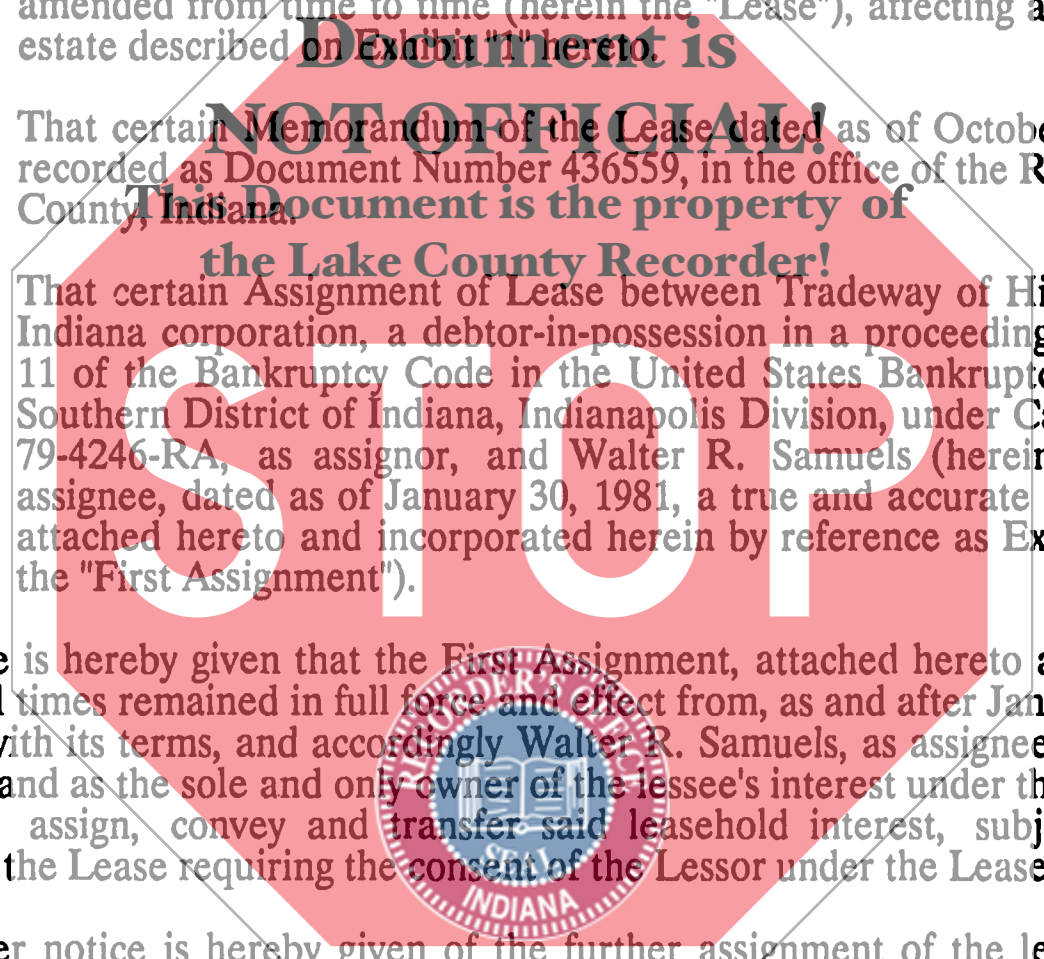 amended from time to time (herein the "Lease"), affecting a
estate described on Exhibit "1" hereto.
Document is
NOT OFFICIAL!
This Document is the property of
the Lake County Recorder!
That certain Memorandum of the Lease dated as of Octobe
recorded as Document Number 436559, in the office of the R
County, Indiana.
That certain Assignment of Lease between Tradeway of Hi
Indiana corporation, a debtor-in-possession in a proceeding
11 of the Bankruptcy Code in the United States Bankruptc
Southern District of Indiana, Indianapolis Division, under Ca
79-4246-RA, as assignor, and Walter R. Samuels (herein
assignee, dated as of January 30, 1981, a true and accurate
attached hereto and incorporated herein by reference as Ex
the "First Assignment").
STOP
e is hereby given that the First Assignment, attached hereto a
l times remained in full force and effect from, as and after Jan
with its terms, and accordingly Walter R. Samuels, as assignee
and as the sole and only owner of the lessee's interest under th
assign, convey and transfer said leasehold interest, subj
the Lease requiring the consent of the Lessor under the Lease
RECORDER'S OFFICE
SEAL
INDIANA
er notice is hereby given of the further assignment of the le